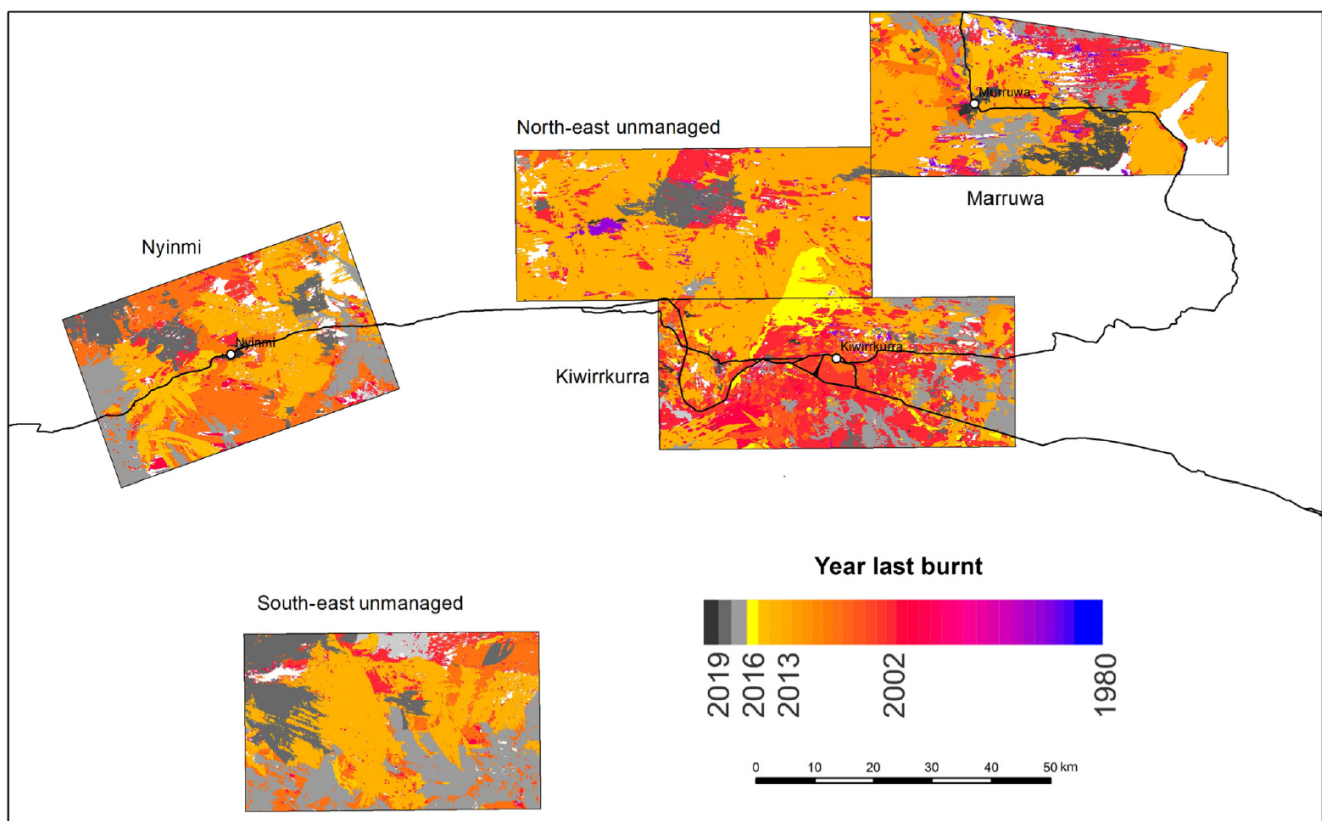 Murruwa
North-east unmanaged
Marruwa
Nyinmi
Nyinmi
Kiwirrkurra
Kiwirrkurra
South-east unmanaged
Year last burnt
2019
2016
2013
2002
1980
0 10 20 30 40 50 km